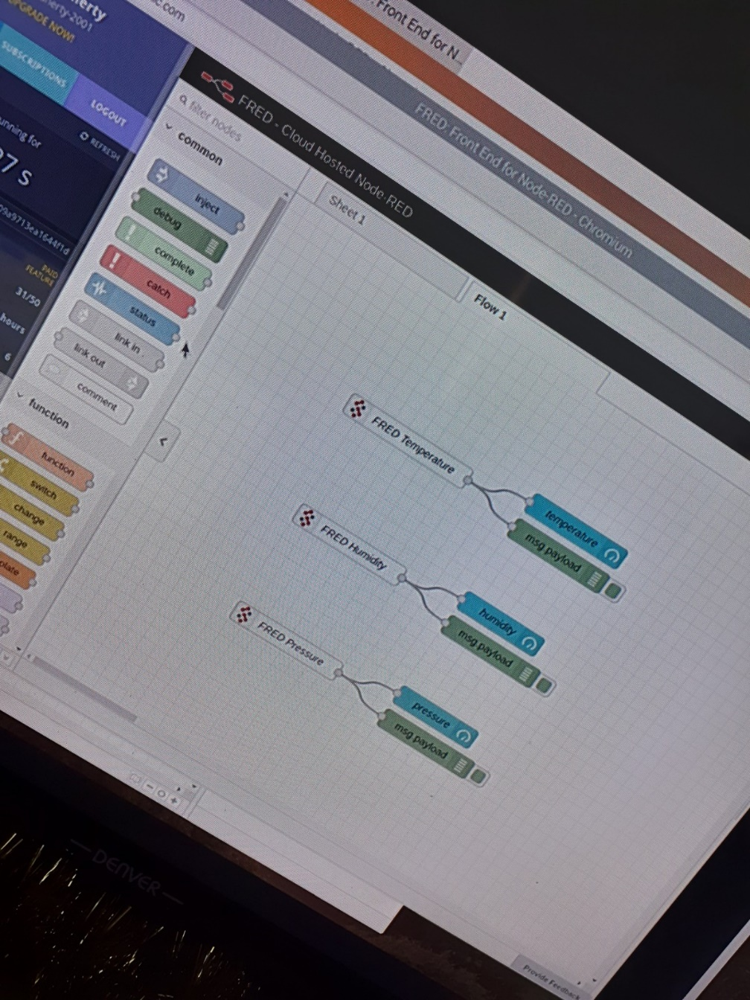 : Front End for N...
FRED: Front End for Node-RED - Chromium
.com
erty
erty-2001
UPGRADE NOW!
SUBSCRIPTIONS
LOGOUT
REFRESH
unning for
97 s
09a9713ea1644f1d
PAID
FEATURE
31/50
hours
6
FRED - Cloud Hosted Node-RED
filter nodes
common
inject
debug
complete
catch
status
link in
link out
comment
function
function
switch
change
range
plate
Sheet 1
Flow 1
FRED Temperature
temperature
msg.payload
FRED Humidity
humidity
msg.payload
FRED Pressure
pressure
msg.payload
DENVER
Provide Feedback